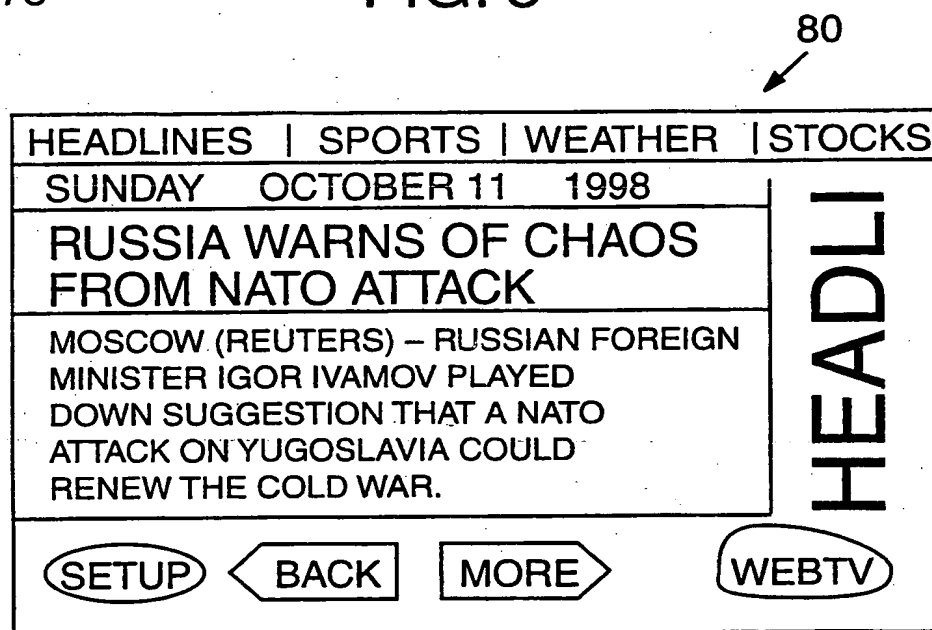 80
HEADLINES | SPORTS | WEATHER | STOCKS
SUNDAY OCTOBER 11 1998
RUSSIA WARNS OF CHAOS
FROM NATO ATTACK
MOSCOW (REUTERS) – RUSSIAN FOREIGN
MINISTER IGOR IVAMOV PLAYED
DOWN SUGGESTION THAT A NATO
ATTACK ON YUGOSLAVIA COULD
RENEW THE COLD WAR.
HEADLI
SETUP BACK MORE WEBTV